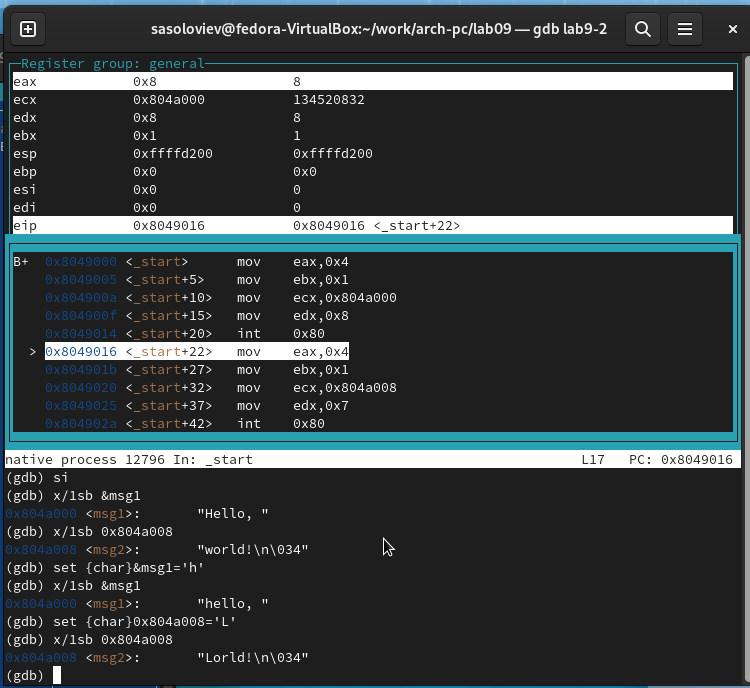 sasoloviev@fedora-VirtualBox:~/work/arch-pc/lab09 — gdb lab9-2
Register group: general
eax 0x8 8
ecx 0x804a000 134520832
edx 0x8 8
ebx 0x1 1
esp 0xffffd200 0xffffd200
ebp 0x0 0x0
esi 0x0 0
edi 0x0 0
eip 0x8049016 0x8049016 <_start+22>
B+ 0x8049000 <_start> mov eax,0x4
0x8049005 <_start+5> mov ebx,0x1
0x804900a <_start+10> mov ecx,0x804a000
0x804900f <_start+15> mov edx,0x8
0x8049014 <_start+20> int 0x80
> 0x8049016 <_start+22> mov eax,0x4
0x804901b <_start+27> mov ebx,0x1
0x8049020 <_start+32> mov ecx,0x804a008
0x8049025 <_start+37> mov edx,0x7
0x804902a <_start+42> int 0x80
native process 12796 In: _start L17 PC: 0x8049016
(gdb) si
(gdb) x/1sb &msg1
0x804a000 <msg1>: "Hello, "
(gdb) x/1sb 0x804a008
0x804a008 <msg2>: "world!\n\034"
(gdb) set {char}&msg1='h'
(gdb) x/1sb &msg1
0x804a000 <msg1>: "hello, "
(gdb) set {char}0x804a008='L'
(gdb) x/1sb 0x804a008
0x804a008 <msg2>: "Lorld!\n\034"
(gdb)